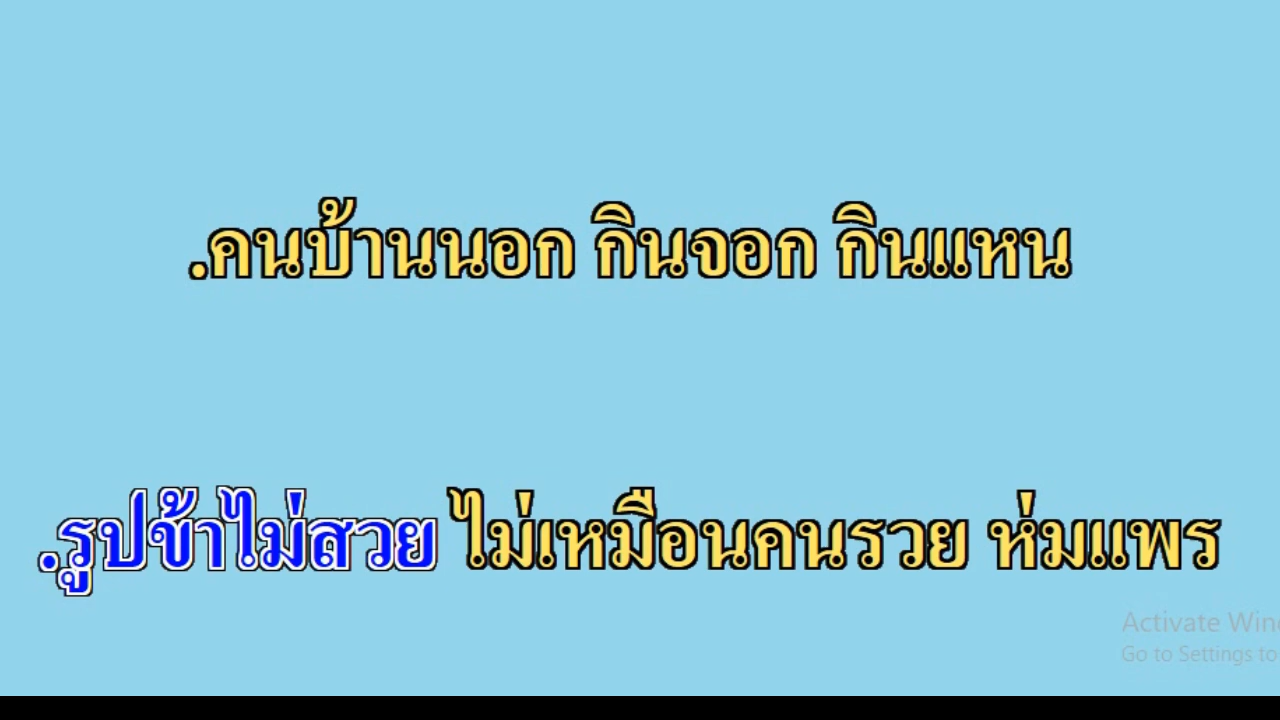 .คนบ้านนอก กินจอก กินแหน
.รูปข้าไม่สวย ไม่เหมือนคนรวย ห่มแพร
Activate Win
Go to Settings to